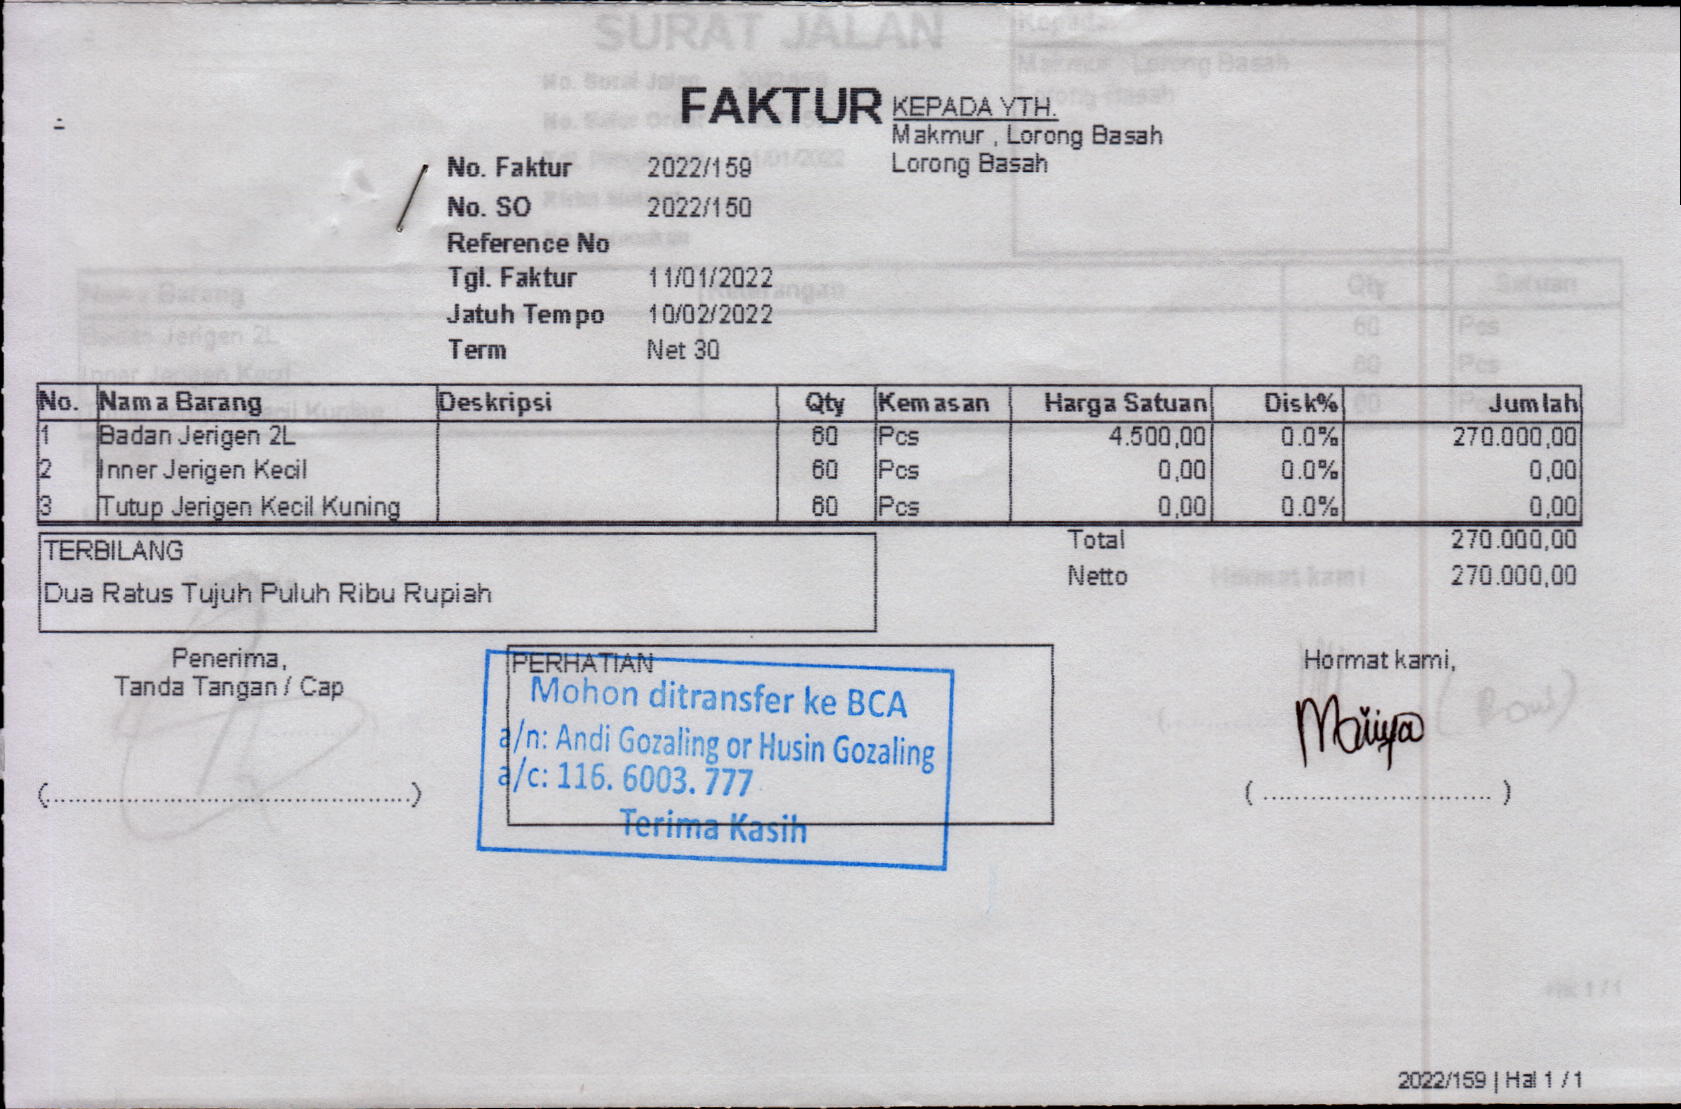 SURAT JALAN
FAKTUR
KEPADA YTH.
Makmur , Lorong Basah
Lorong Basah
No. Faktur 2022/159
No. SO 2022/150
Reference No
Tgl. Faktur 11/01/2022
Jatuh Tempo 10/02/2022
Term Net 30
No. Nama Barang Deskripsi Qty Kemasan Harga Satuan Disk% Jumlah
1 Badan Jerigen 2L 60 Pcs 4.500,00 0.0% 270.000,00
2 Inner Jerigen Kecil 60 Pcs 0,00 0.0% 0,00
3 Tutup Jerigen Kecil Kuning 60 Pcs 0,00 0.0% 0,00
Total 270.000,00
Netto 270.000,00
TERBILANG
Dua Ratus Tujuh Puluh Ribu Rupiah
Penerima,
Tanda Tangan / Cap
(................................................)
PERHATIAN
Mohon ditransfer ke BCA
a/n: Andi Gozaling or Husin Gozaling
a/c: 116. 6003. 777
Terima Kasih
Hormat kami,
( .............................. )
2022/159 | Hal 1 / 1